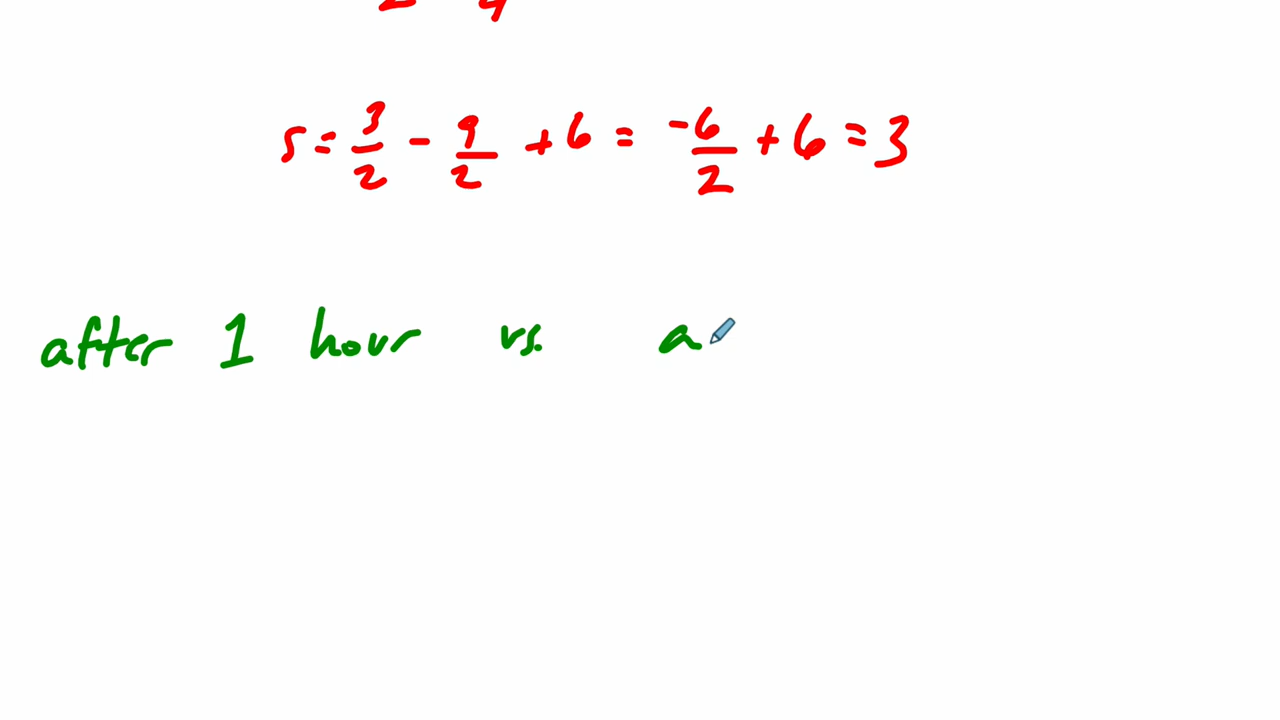 s = 3/2 - 9/2 + 6 = -6/2 + 6 = 3
after 1 hour vs. a